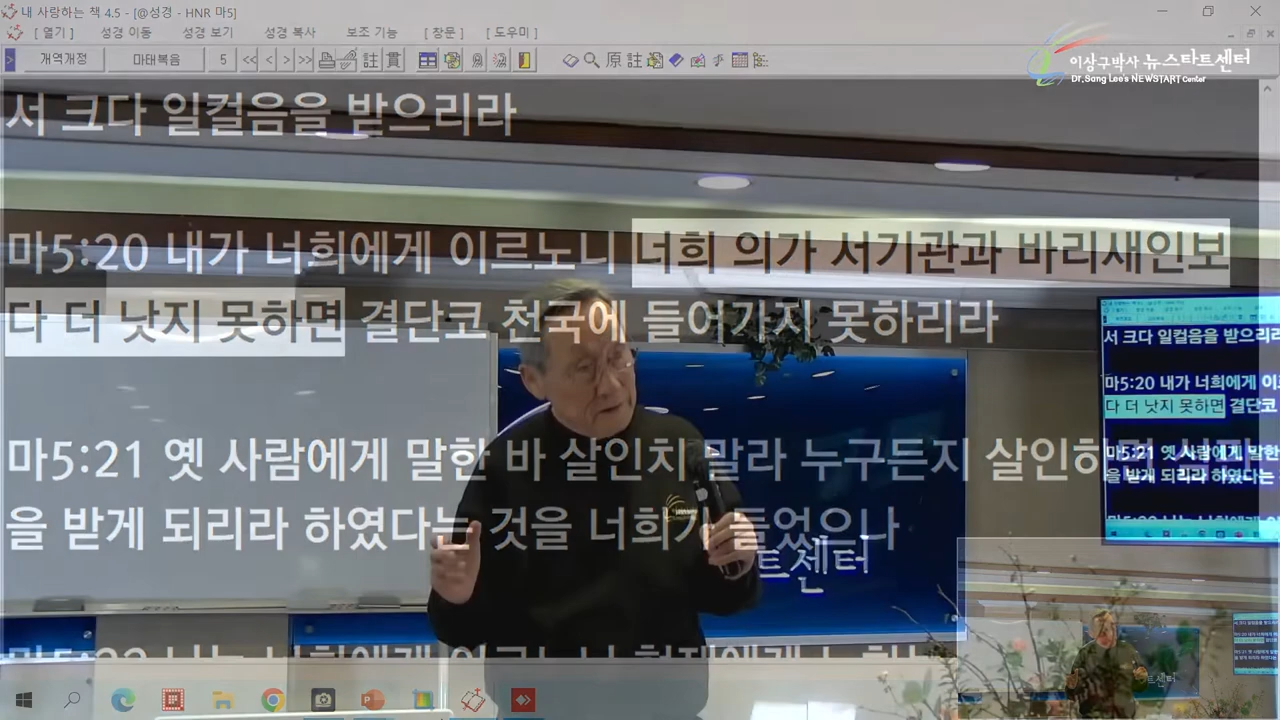 내 사랑하는 책 4.5 - [@성경 - HNR 마5]
[ 열기 ] 성경 이동 성경 보기 성경 복사 보조 기능 [ 창문 ] [ 도우미 ]
개역개정 마태복음 5 << < > >> 註 貫 原 註
이상구박사 뉴스타트센터
Dr. Sang Lee's NEWSTART Center
서 크다 일컬음을 받으리라
마5:20 내가 너희에게 이르노니 너희 의가 서기관과 바리새인보
다 더 낫지 못하면 결단코 천국에 들어가지 못하리라
마5:21 옛 사람에게 말한 바 살인치 말라 누구든지 살인하면
을 받게 되리라 하였다는 것을 너희가 들었으나
서 크다 일컬음을 받으리라
마5:20 내가 너희에게
다 더 낫지 못하면 결단코
마5:21 옛 사람에게 말한
을 받게 되리라 하였다는
트센터